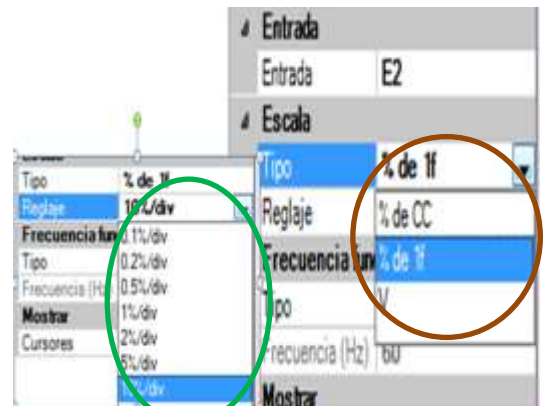 Entrada
Entrada E2
Escala
Tipo % de 1f
% de CC
Reglaje
% de 1f
Frecuencia fun
V
Tipo
Frecuencia (Hz) 60
Mostrar
Tipo % de 1f
Reglaje 10%/div
0.1%/div
Frecuencia fun
0.2%/div
Tipo
0.5%/div
Frecuencia (Hz)
1%/div
Mostrar
2%/div
Cursores
5%/div
10%/div